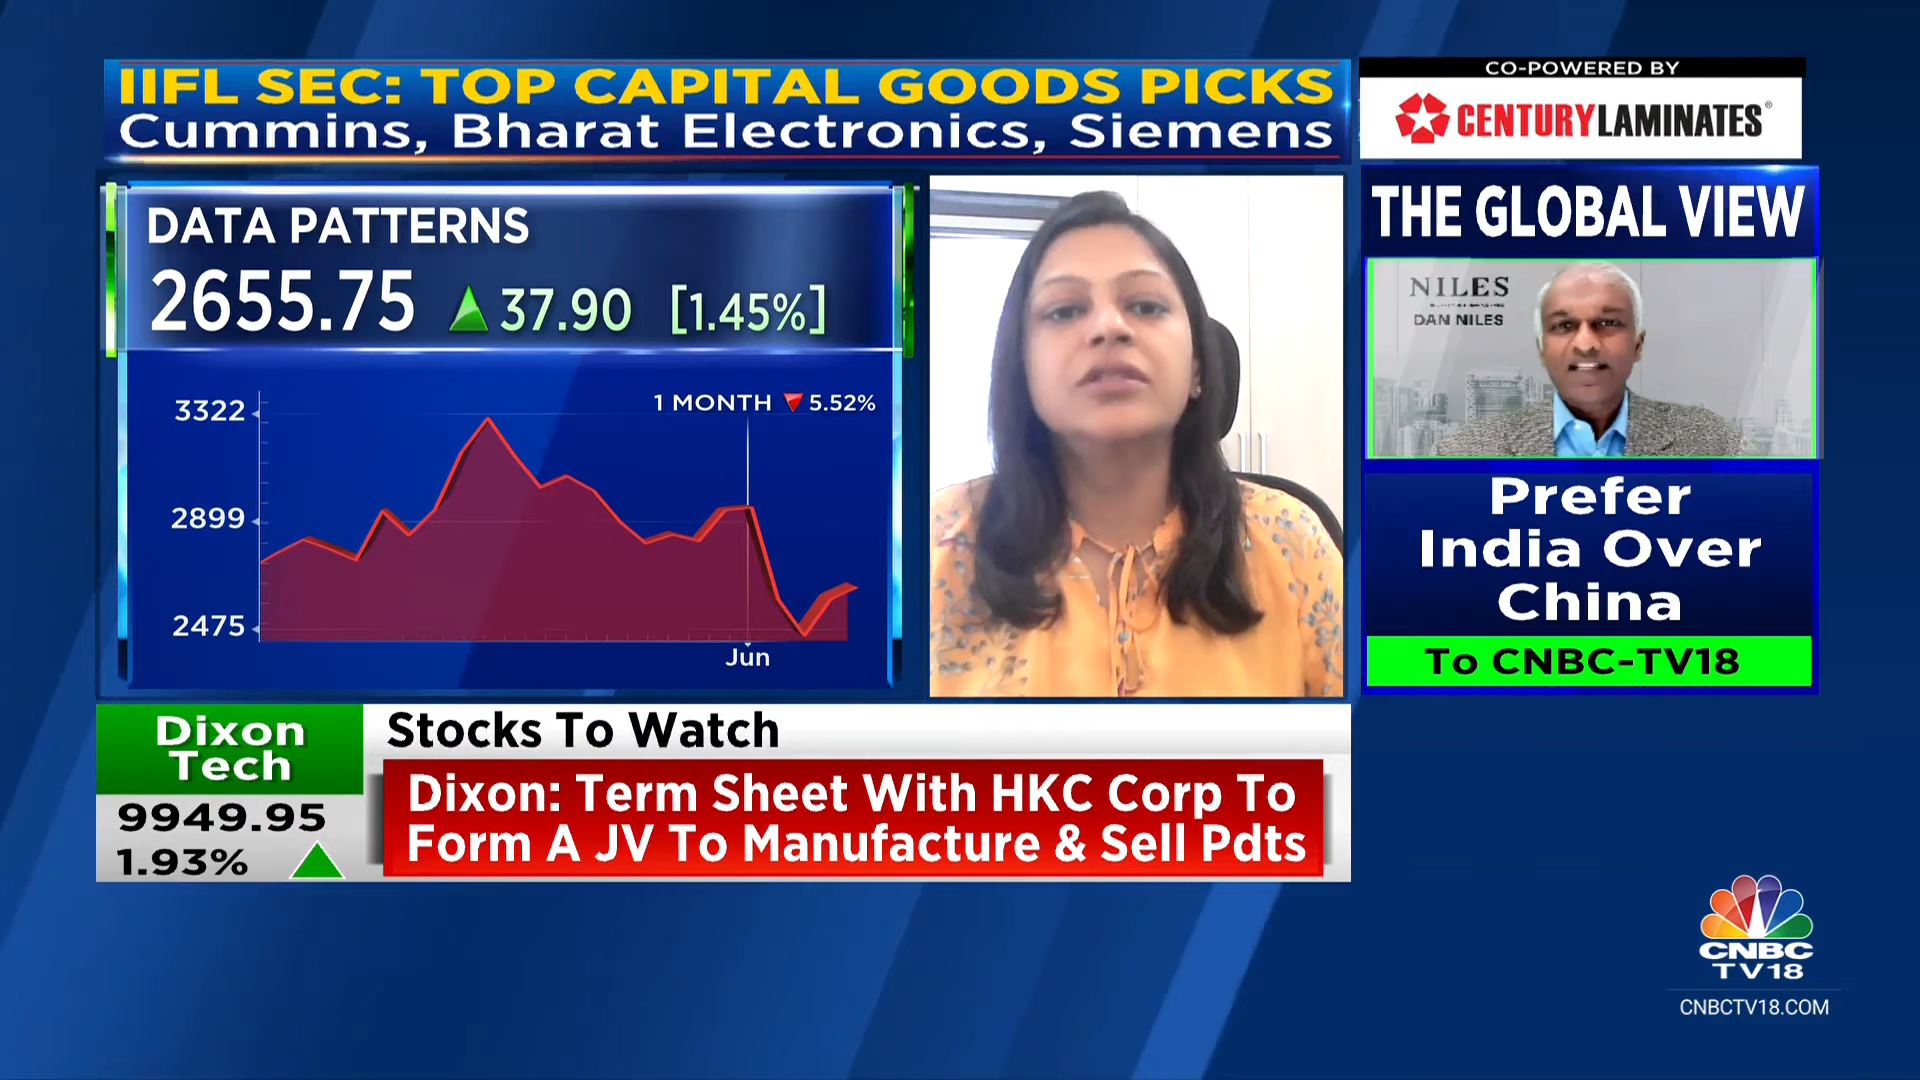 IIFL SEC: TOP CAPITAL GOODS PICKS
Cummins, Bharat Electronics, Siemens
CO-POWERED BY
CENTURYLAMINATES®
DATA PATTERNS
2655.75 ▲ 37.90 [1.45%]
1 MONTH ▼ 5.52%
3322
2899
2475
Jun
THE GLOBAL VIEW
NILES
DAN NILES
Prefer
India Over
China
To CNBC-TV18
Dixon
Tech
9949.95
1.93% ▲
Stocks To Watch
Dixon: Term Sheet With HKC Corp To
Form A JV To Manufacture & Sell Pdts
CNBC
TV18
CNBCTV18.COM